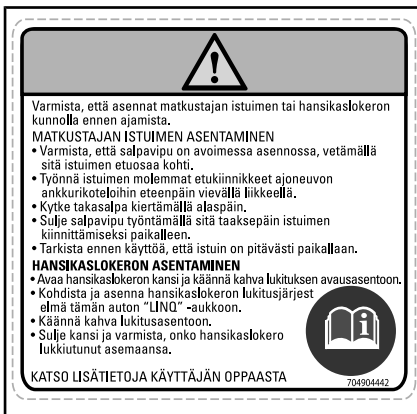 Varmista, että asennat matkustajan istuimen tai hansikaslokeron
kunnolla ennen ajamista.
MATKUSTAJAN ISTUIMEN ASENTAMINEN
• Varmista, että salpavipu on avoimessa asennossa, vetämällä
sitä istuimen etuosaa kohti.
• Työnnä istuimen molemmat etukiinnikkeet ajoneuvon
ankkurikoteloihin eteenpäin vievällä liikkeellä.
• Kytke takasalpa kiertämällä alaspäin.
• Sulje salpavipu työntämällä sitä taaksepäin istuimen
kiinnittämiseksi paikalleen.
• Tarkista ennen käyttöä, että istuin on pitävästi paikallaan.
HANSIKASLOKERON ASENTAMINEN
• Avaa hansikaslokeron kansi ja käännä kahva lukituksen avausasentoon.
• Kohdista ja asenna hansikaslokeron lukitusjärjest
elmä tämän auton "LINQ" -aukkoon.
• Käännä kahva lukitusasentoon.
• Sulje kansi ja varmista, onko hansikaslokero
lukkiutunut asemaansa.
KATSO LISÄTIETOJA KÄYTTÄJÄN OPPAASTA
704904442